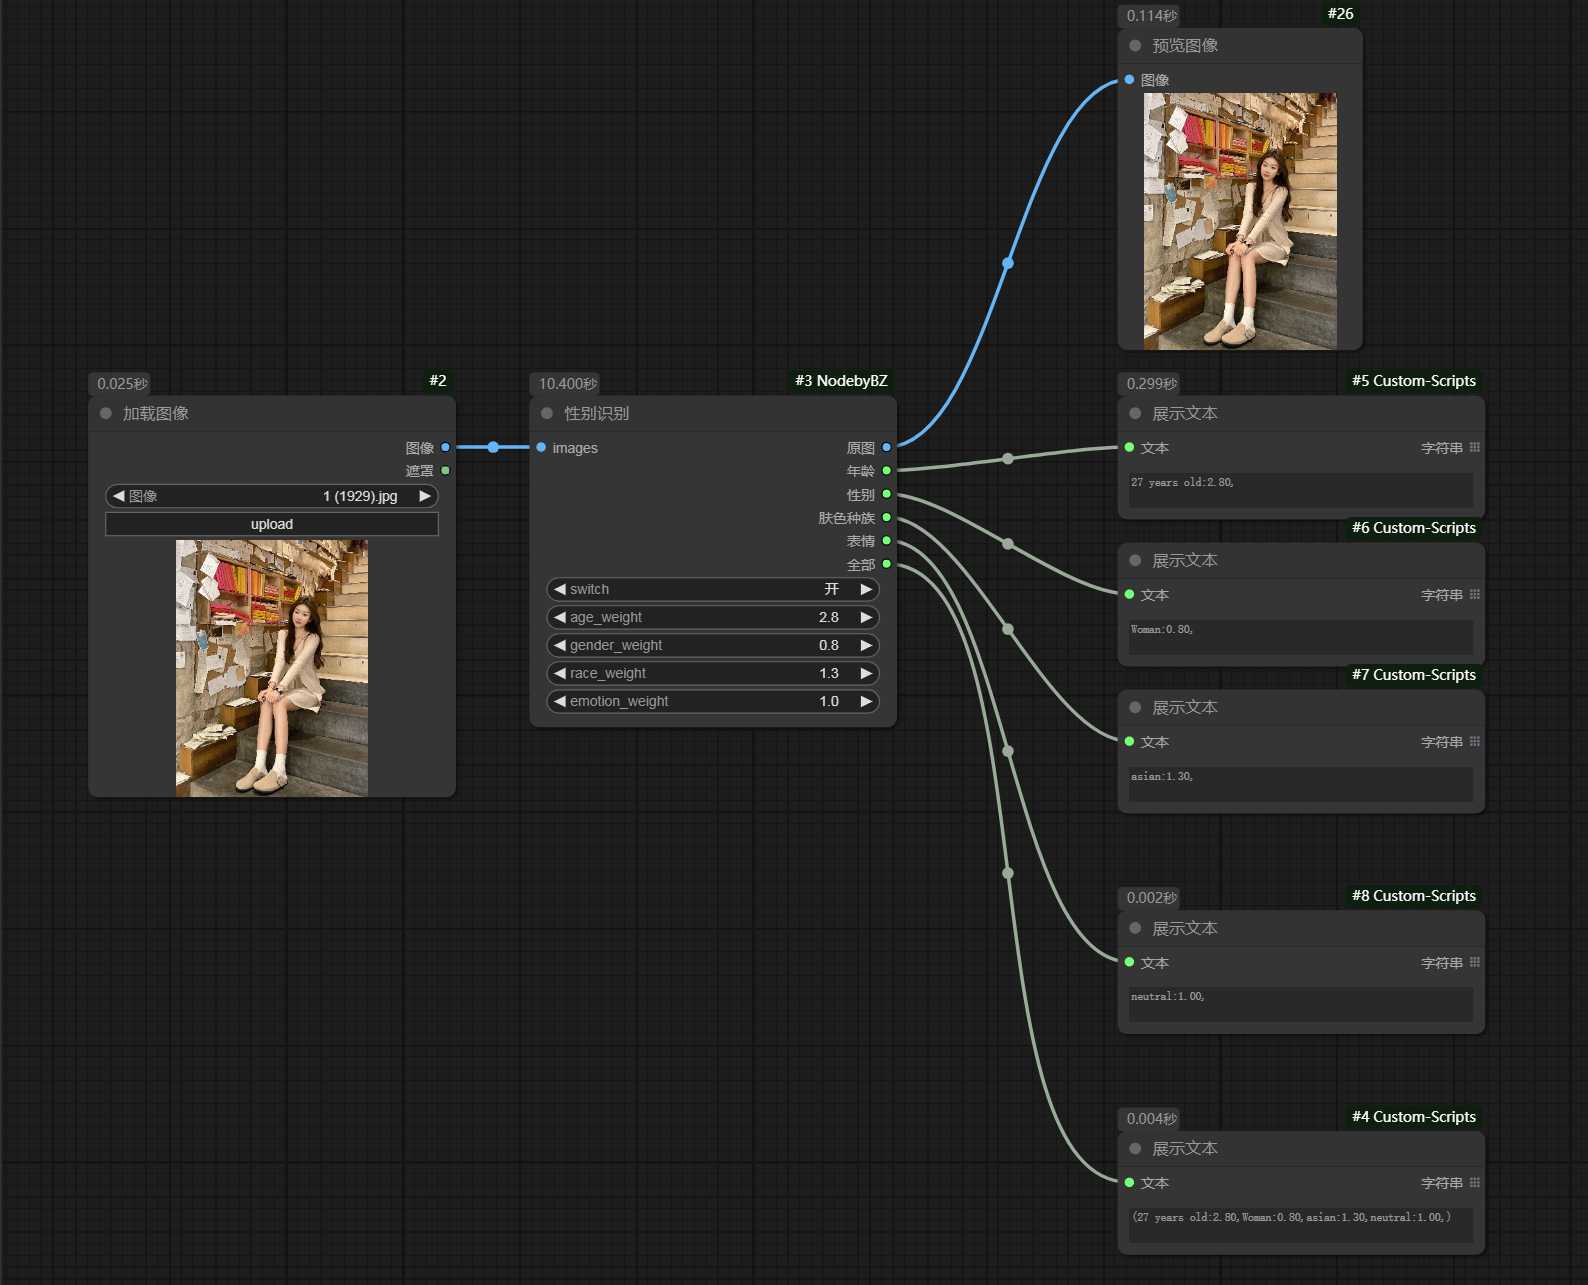 0.114秒
#26
预览图像
图像
0.025秒
#2
加载图像
图像
遮罩
图像
1 (1929).jpg
upload
10.400秒
#3 NodebyBZ
性别识别
images
原图
年龄
性别
肤色种族
表情
全部
switch
开
age_weight
2.8
gender_weight
0.8
race_weight
1.3
emotion_weight
1.0
0.299秒
#5 Custom-Scripts
展示文本
文本
字符串
27 years old:2.80,
#6 Custom-Scripts
展示文本
文本
字符串
Woman:0.80,
#7 Custom-Scripts
展示文本
文本
字符串
asian:1.30,
0.002秒
#8 Custom-Scripts
展示文本
文本
字符串
neutral:1.00,
0.004秒
#4 Custom-Scripts
展示文本
文本
字符串
(27 years old:2.80,Woman:0.80,asian:1.30,neutral:1.00,)